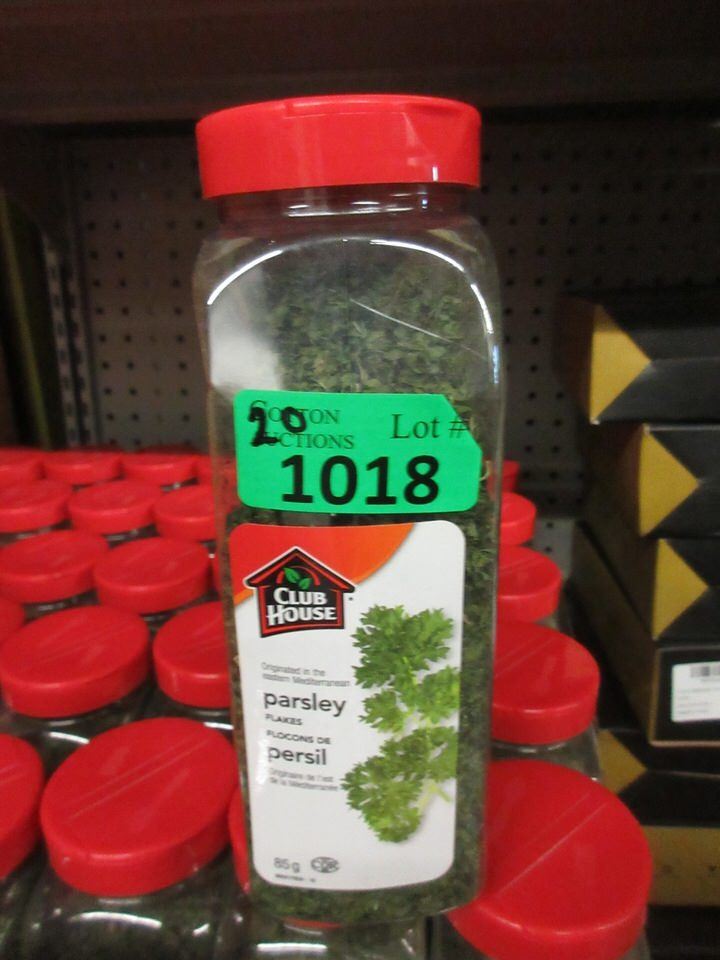 20
Lot #
CTIONS
1018
CLUB
HOUSE
Originated in the
eastern Mediterranean
parsley
FLAKES
FLOCONS DE
persil
Originaire de l'est
de la Méditerranée
85 g